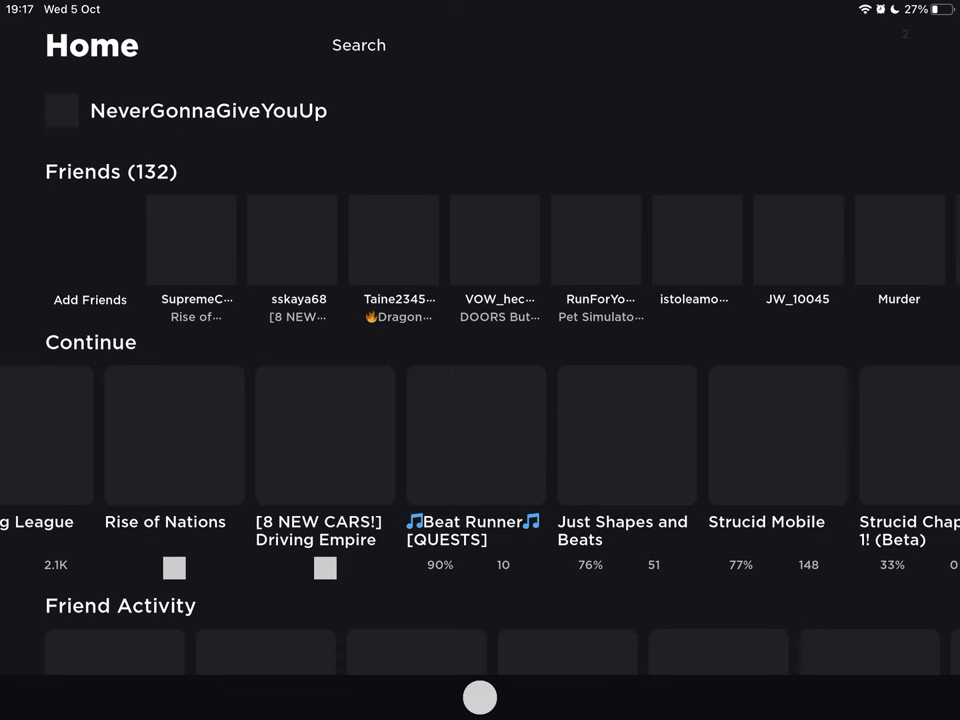 19:17 Wed 5 Oct 27%
2
Home Search
NeverGonnaGiveYouUp
Friends (132)
Add Friends SupremeC... sskaya68 Taine2345... VOW_hec... RunForYo... istoleamo... JW_10045 Murder
Rise of... [8 NEW... 🔥Dragon... DOORS But... Pet Simulato...
Continue
g League Rise of Nations [8 NEW CARS!] 🎵Beat Runner🎵 Just Shapes and Strucid Mobile Strucid Chap
Driving Empire [QUESTS] Beats 1! (Beta)
2.1K 90% 10 76% 51 77% 148 33% 0
Friend Activity